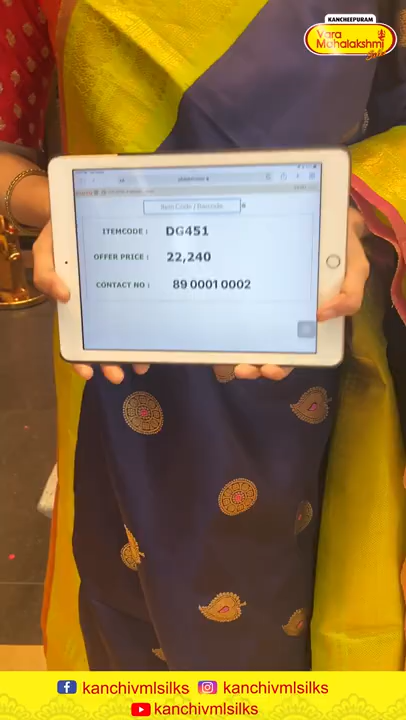 KANCHEEPURAM
Vara
Mahalakshmi
Silks
Item Code / Barcode
ITEMCODE : DG451
OFFER PRICE : 22,240
CONTACT NO : 89 0001 0002
kanchivmlsilks kanchivmlsilks
kanchivmlsilks